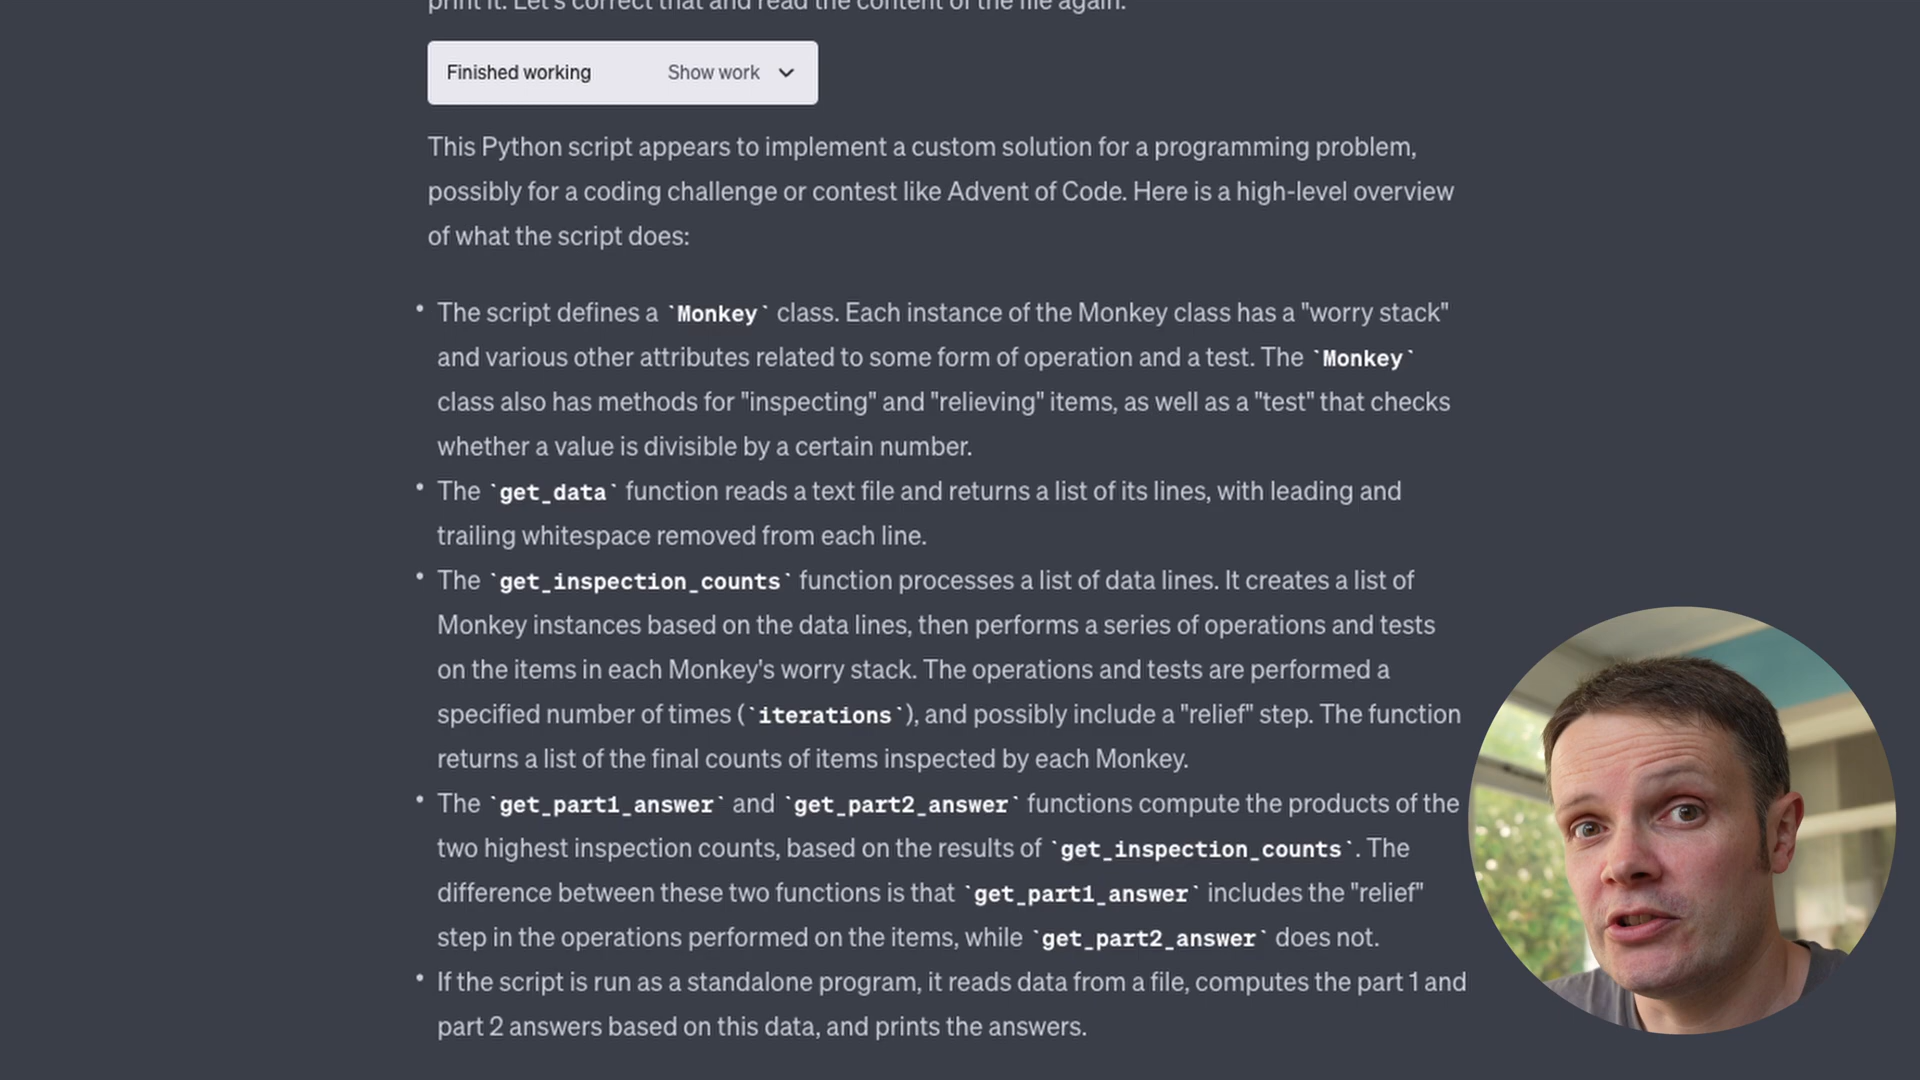 print it. Let's correct that and read the content of the file again.
Finished working Show work
This Python script appears to implement a custom solution for a programming problem,
possibly for a coding challenge or contest like Advent of Code. Here is a high-level overview
of what the script does:
• The script defines a `Monkey` class. Each instance of the Monkey class has a "worry stack"
and various other attributes related to some form of operation and a test. The `Monkey`
class also has methods for "inspecting" and "relieving" items, as well as a "test" that checks
whether a value is divisible by a certain number.
• The `get_data` function reads a text file and returns a list of its lines, with leading and
trailing whitespace removed from each line.
• The `get_inspection_counts` function processes a list of data lines. It creates a list of
Monkey instances based on the data lines, then performs a series of operations and tests
on the items in each Monkey's worry stack. The operations and tests are performed a
specified number of times (`iterations`), and possibly include a "relief" step. The function
returns a list of the final counts of items inspected by each Monkey.
• The `get_part1_answer` and `get_part2_answer` functions compute the products of the
two highest inspection counts, based on the results of `get_inspection_counts`. The
difference between these two functions is that `get_part1_answer` includes the "relief"
step in the operations performed on the items, while `get_part2_answer` does not.
• If the script is run as a standalone program, it reads data from a file, computes the part 1 and
part 2 answers based on this data, and prints the answers.